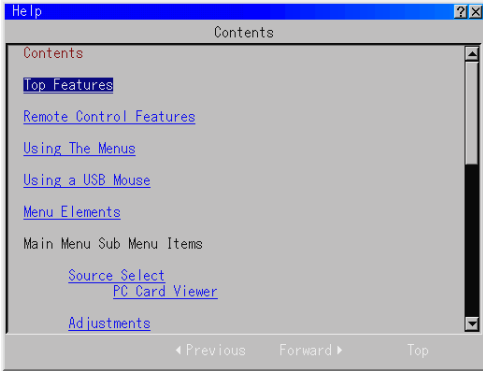 Help ? X
Contents
Contents
Top Features
Remote Control Features
Using The Menus
Using a USB Mouse
Menu Elements
Main Menu Sub Menu Items
Source Select
PC Card Viewer
Adjustments
Previous Forward Top